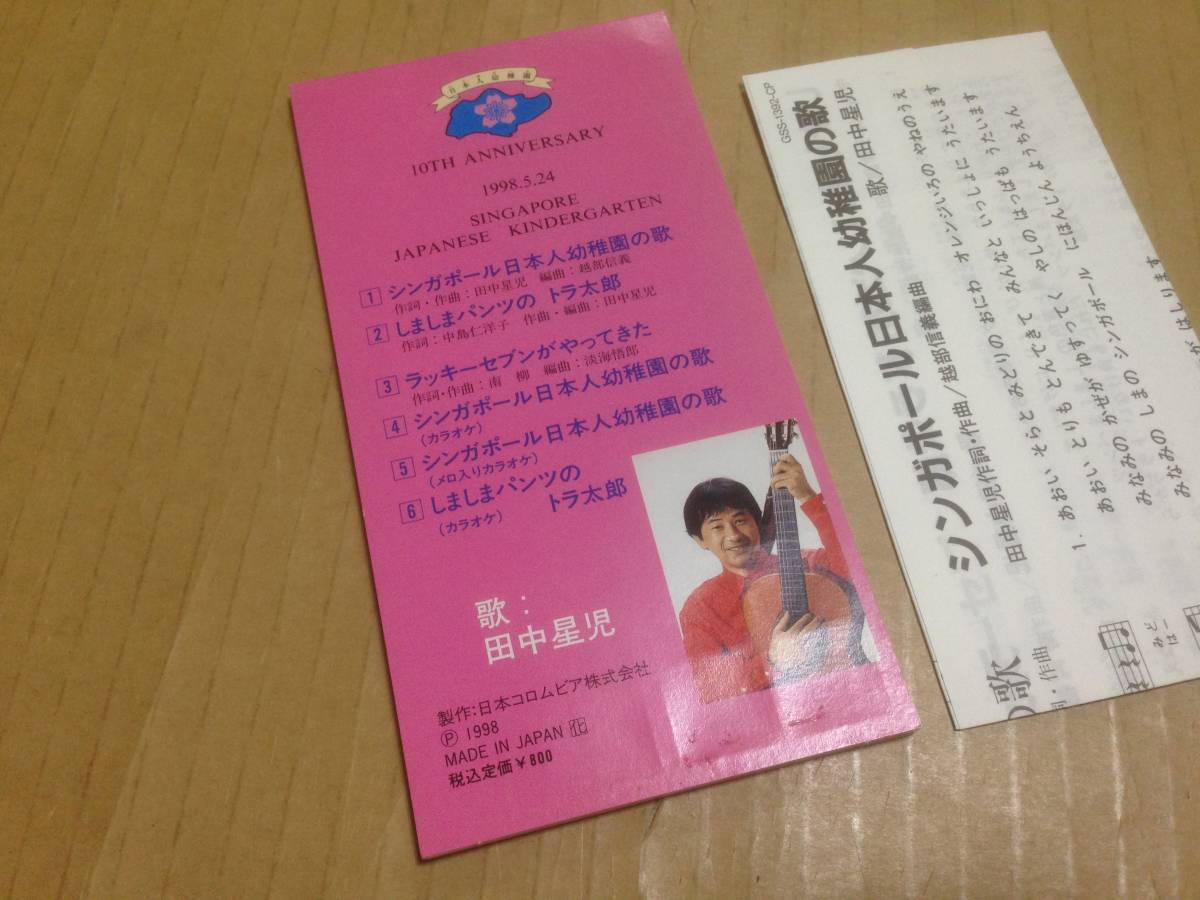 日本人幼稚園
10TH ANNIVERSARY
1998.5.24
SINGAPORE
JAPANESE KINDERGARTEN
1 シンガポール日本人幼稚園の歌
作詞・作曲：田中星児 編曲：越部信義
2 しましまパンツの トラ太郎
作詞：中島仁洋子 作曲・編曲：田中星児
3 ラッキーセブンがやってきた
作詞・作曲：南 柳 編曲：淡海悟郎
4 シンガポール日本人幼稚園の歌
(カラオケ)
5 シンガポール日本人幼稚園の歌
(メロ入りカラオケ)
6 しましまパンツの
トラ太郎
(カラオケ)
歌：
田中星児
製作：日本コロムビア株式会社
Ⓟ 1998
MADE IN JAPAN
税込定価￥800
GSS-1392-CP
シンガポール日本人幼稚園の歌
田中星児作詞・作曲／越部信義編曲
歌／田中星児
1. あおい そらと みどりの おにわ オレンジいろの やねのうえ
あおい とりも とんできて みんなと いっしょに うたいます
みなみの かぜが ゆすってく やしの はっぱも うたいます
みなみの しまの シンガポール にほんじん ようちえん
の歌
詞・作曲